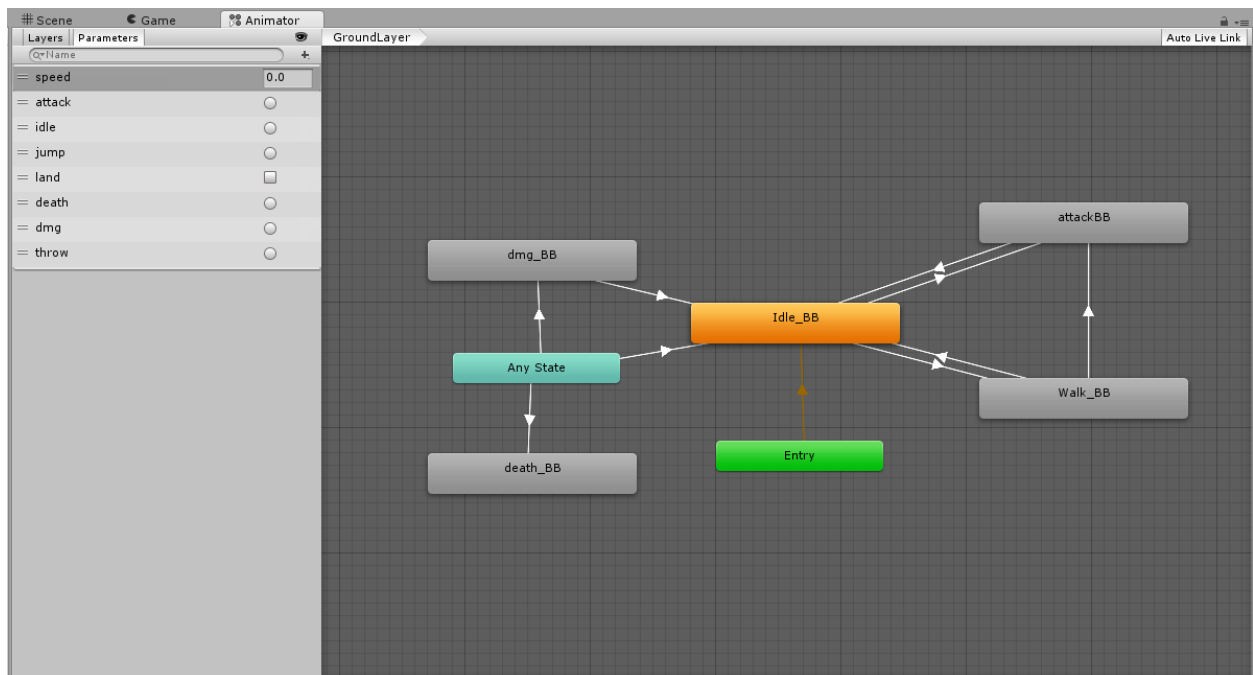 Scene Game Animator
Layers Parameters
GroundLayer
Auto Live Link
Name
speed 0.0
attack
idle
jump
land
death
dmg
throw
attackBB
dmg_BB
Idle_BB
Any State
Walk_BB
Entry
death_BB